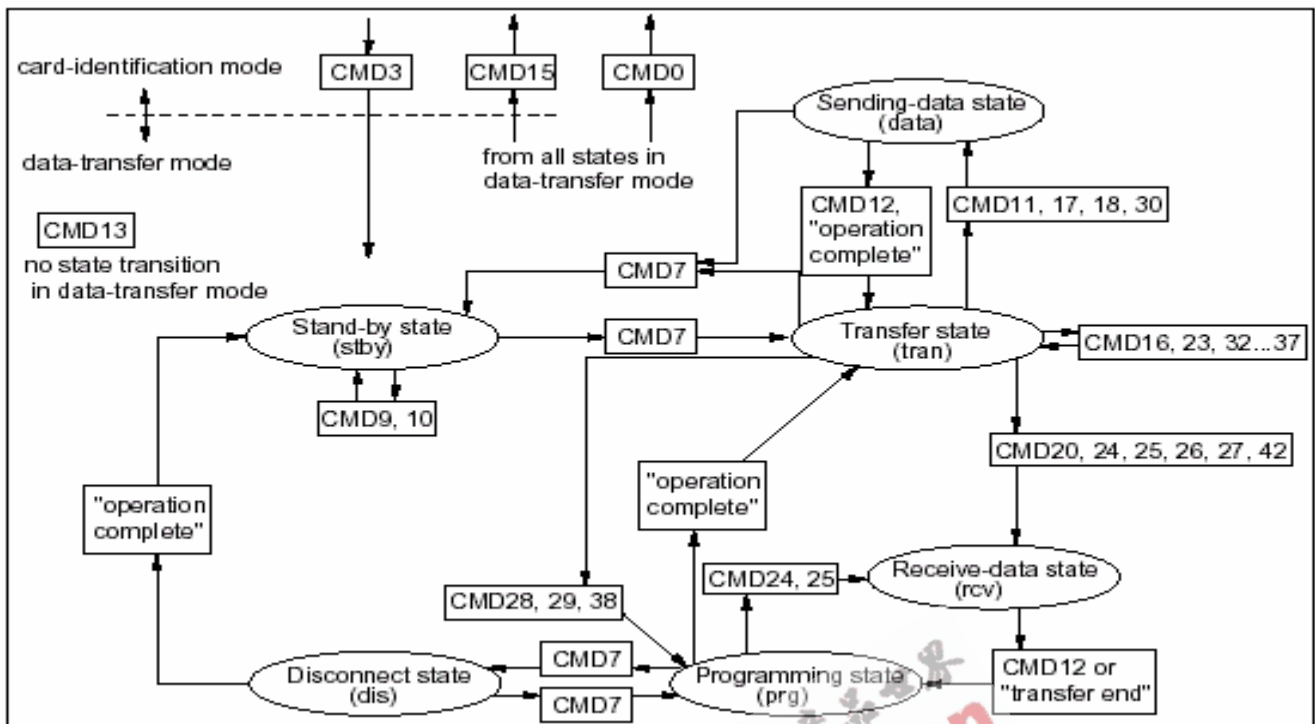 card-identification mode
CMD3
CMD15
CMD0
Sending-data state
(data)
data-transfer mode
from all states in
data-transfer mode
CMD12,
"operation
complete"
CMD11, 17, 18, 30
CMD13
no state transition
in data-transfer mode
CMD7
Stand-by state
(stby)
CMD7
Transfer state
(tran)
CMD16, 23, 32...37
CMD9, 10
CMD20, 24, 25, 26, 27, 42
"operation
complete"
"operation
complete"
CMD24, 25
Receive-data state
(rcv)
CMD28, 29, 38
Disconnect state
(dis)
CMD7
CMD7
Programming state
(prg)
CMD12 or
"transfer end"